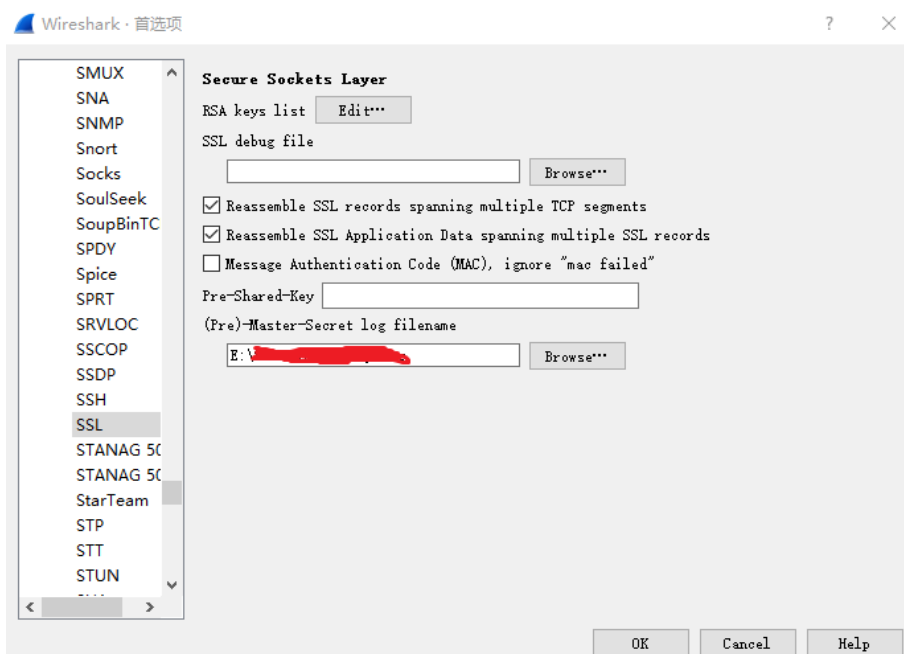 Wireshark · 首选项
?
SMUX
SNA
SNMP
Snort
Socks
SoulSeek
SoupBinTC
SPDY
Spice
SPRT
SRVLOC
SSCOP
SSDP
SSH
SSL
STANAG 50
STANAG 50
StarTeam
STP
STT
STUN
Secure Sockets Layer
RSA keys list Edit…
SSL debug file
Browse…
Reassemble SSL records spanning multiple TCP segments
Reassemble SSL Application Data spanning multiple SSL records
Message Authentication Code (MAC), ignore "mac failed"
Pre-Shared-Key
(Pre)-Master-Secret log filename
E:\ Browse…
OK Cancel Help